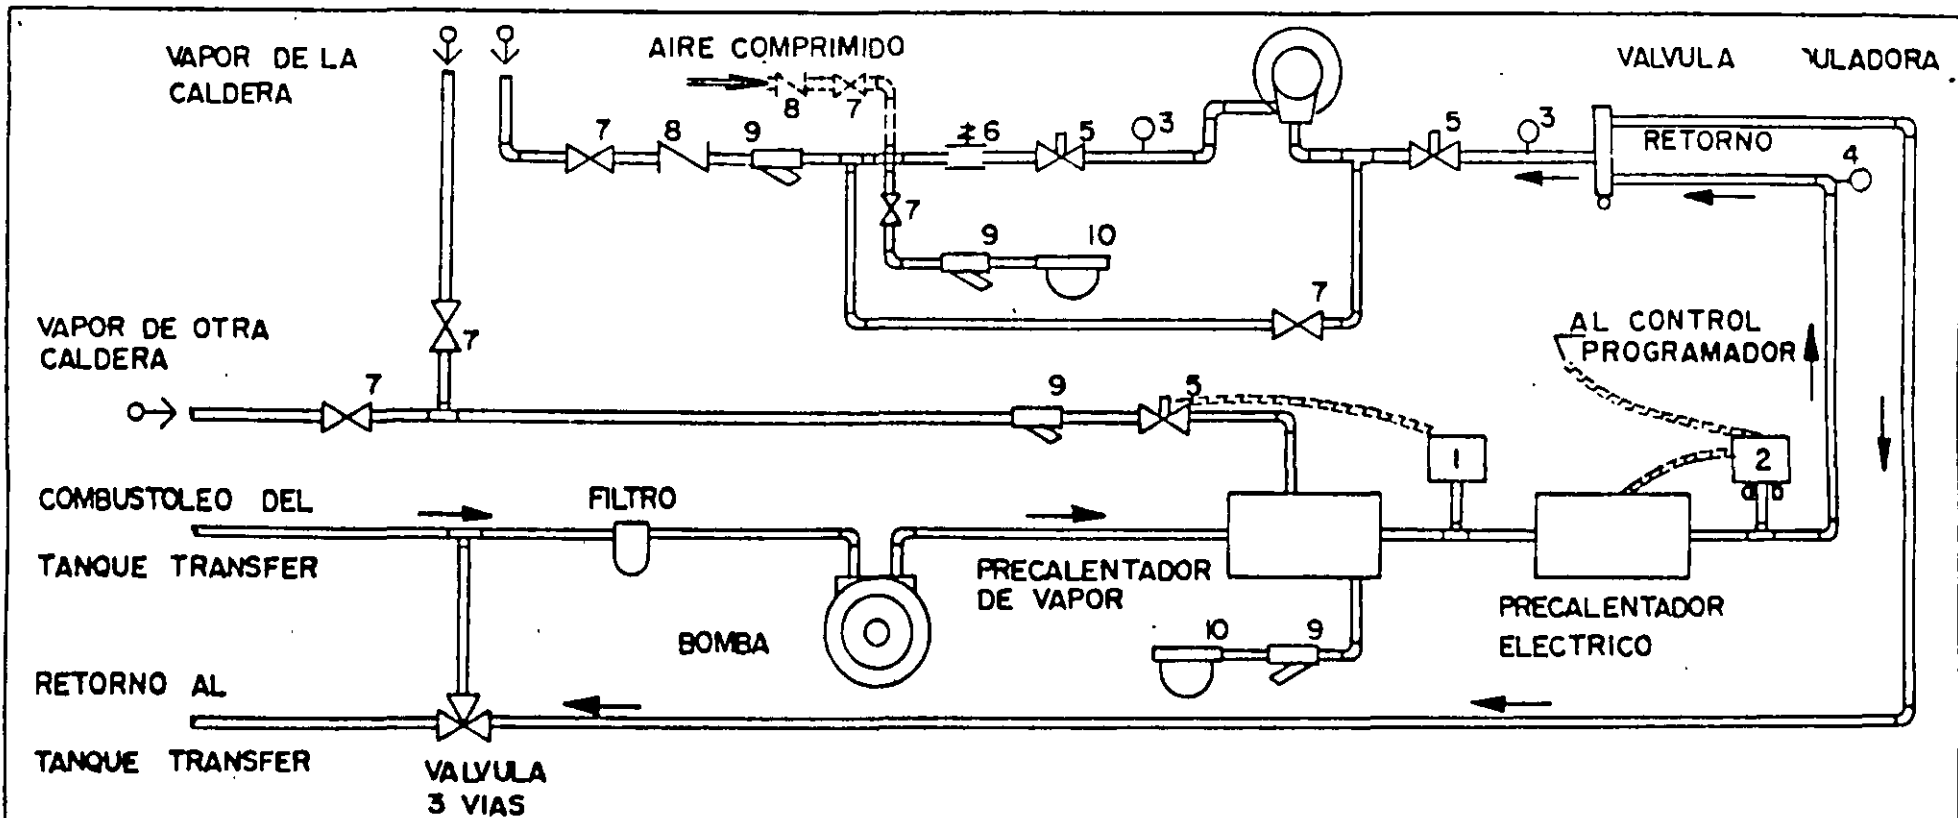 VAPOR DE LA
CALDERA
AIRE COMPRIMIDO
VALVULA ULADORA
8 7
7 8 9 6 5 3 5 3
RETORNO
4
7
9 10
7
VAPOR DE OTRA
CALDERA
7
AL CONTROL
PROGRAMADOR
7 9 5
1 2
COMBUSTOLEO DEL
FILTRO
TANQUE TRANSFER
PRECALENTADOR
DE VAPOR
PRECALENTADOR
ELECTRICO
BOMBA
10 9
RETORNO AL
TANQUE TRANSFER
VALVULA
3 VIAS